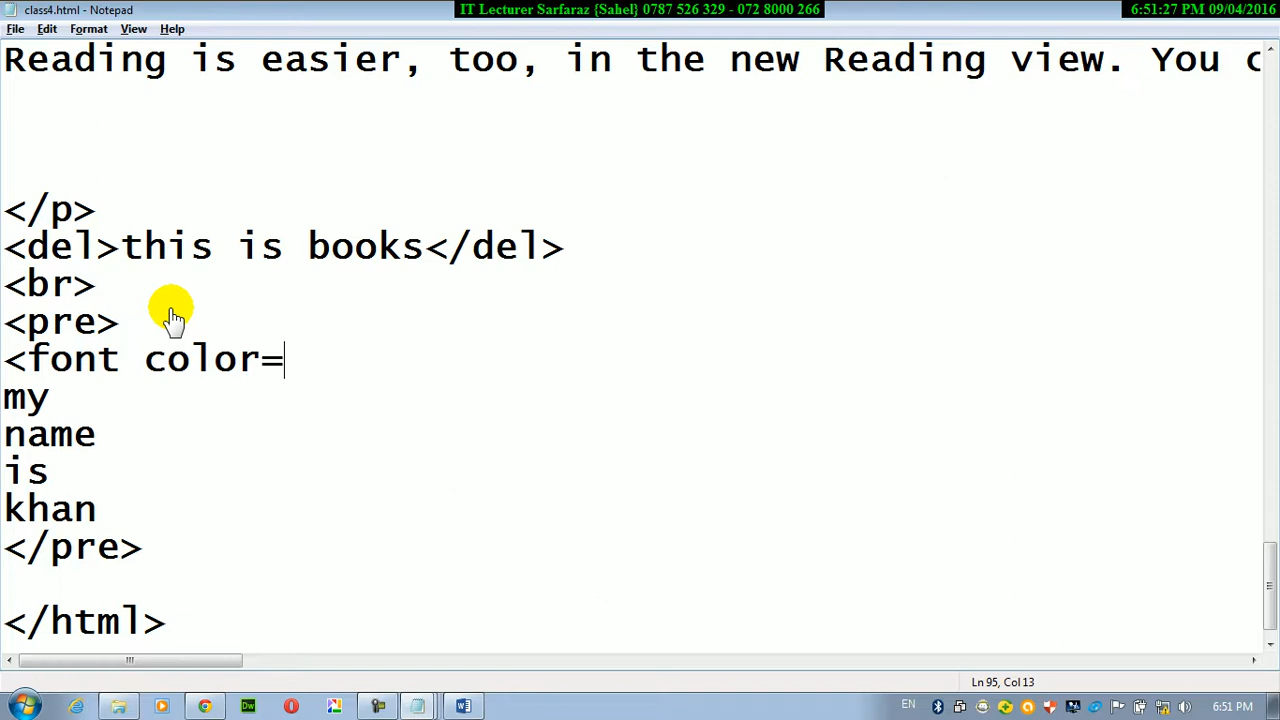 class4.html - Notepad
IT Lecturer Sarfaraz {Sahel} 0787 526 329 - 072 8000 266
6:51:27 PM 09/04/2016
File Edit Format View Help
Reading is easier, too, in the new Reading view. You c
</p>
<del>this is books</del>
<br>
<pre>
<font color=
my
name
is
khan
</pre>
</html>
Ln 95, Col 13
Dw
EN
6:51 PM